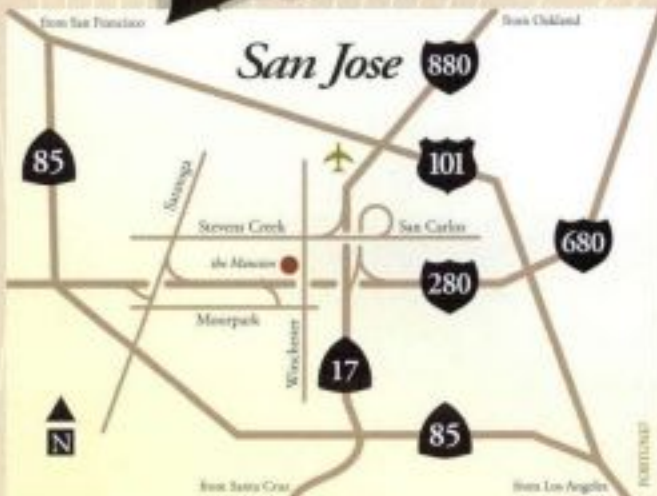 from San Francisco
from Oakland
San Jose
880
85
101
Saratoga
Stevens Creek
San Carlos
680
the Mansion
280
Moorpark
Winchester
17
N
85
from Santa Cruz
from Los Angeles